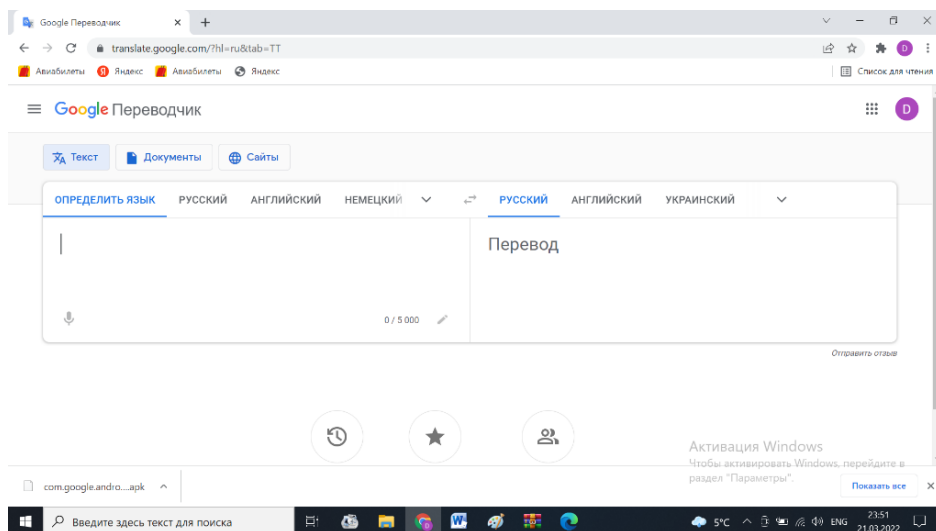 Google Переводчик
translate.google.com/?hl=ru&tab=TT
Авиабилеты Яндекс Авиабилеты Яндекс Список для чтения
Google Переводчик D
Текст Документы Сайты
ОПРЕДЕЛИТЬ ЯЗЫК РУССКИЙ АНГЛИЙСКИЙ НЕМЕЦКИЙ РУССКИЙ АНГЛИЙСКИЙ УКРАИНСКИЙ
Перевод
0 / 5 000
Отправить отзыв
Активация Windows
Чтобы активировать Windows, перейдите в
раздел "Параметры".
com.google.andro....apk Показать все
Введите здесь текст для поиска 5°C ENG 23:51
21.03.2022